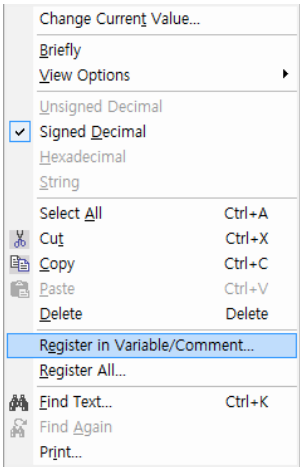 Change Current Value...
Briefly
View Options
Unsigned Decimal
Signed Decimal
Hexadecimal
String
Select All Ctrl+A
Cut Ctrl+X
Copy Ctrl+C
Paste Ctrl+V
Delete Delete
Register in Variable/Comment...
Register All...
Find Text... Ctrl+K
Find Again
Print...